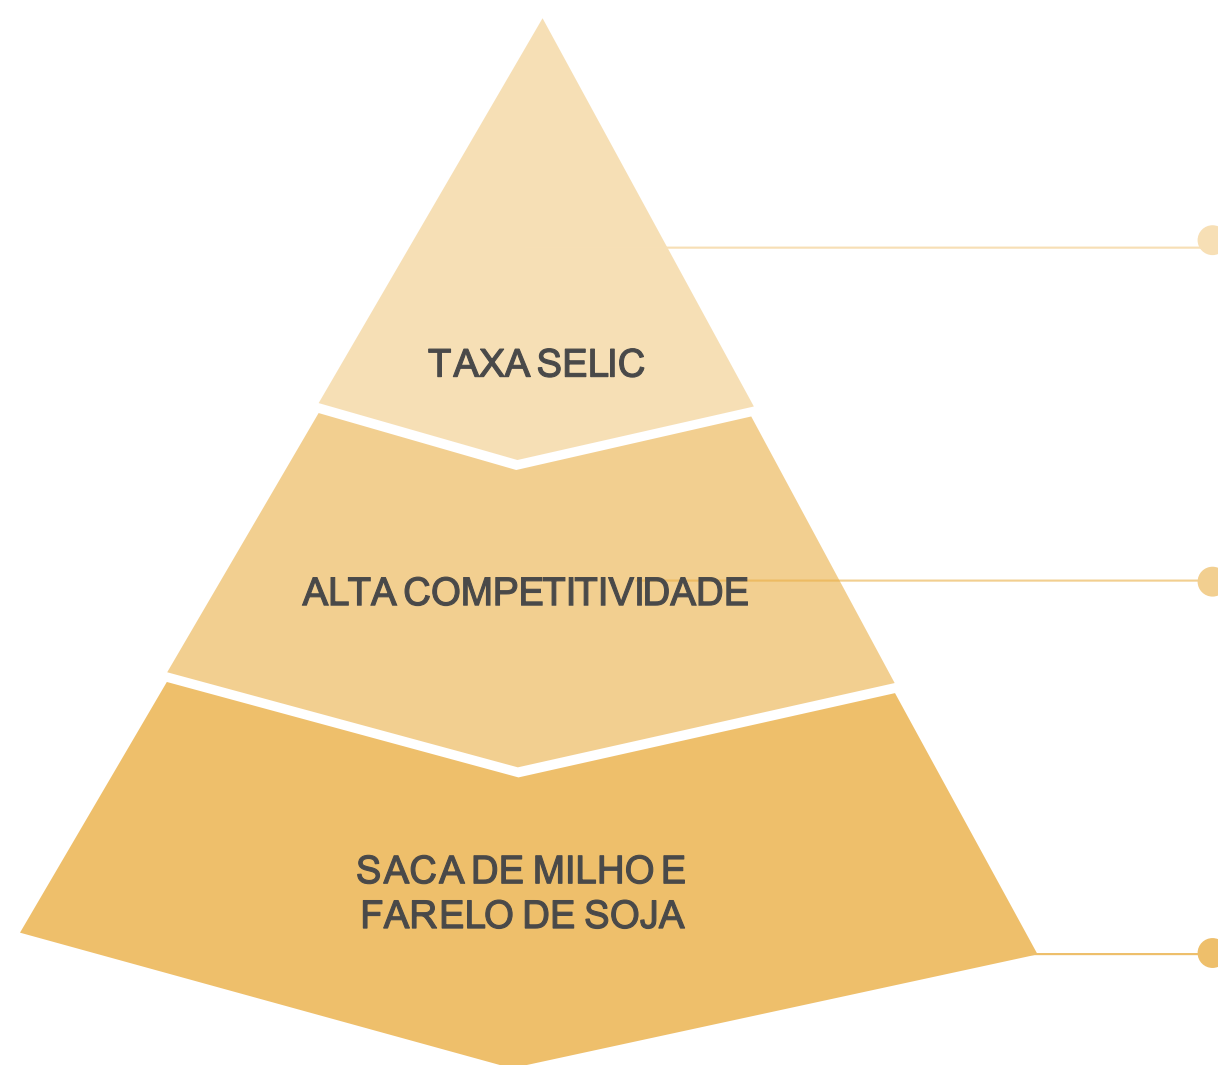 TAXA SELIC
ALTA COMPETITIVIDADE
SACA DE MILHO E
FARELO DE SOJA